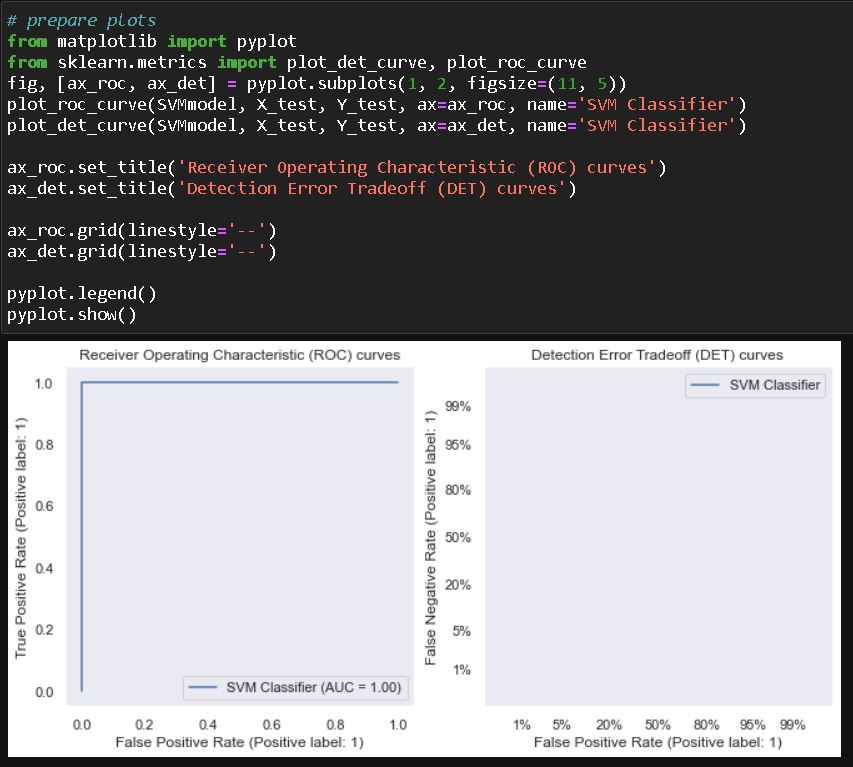 # prepare plots
from matplotlib import pyplot
from sklearn.metrics import plot_det_curve, plot_roc_curve
fig, [ax_roc, ax_det] = pyplot.subplots(1, 2, figsize=(11, 5))
plot_roc_curve(SVMmodel, X_test, Y_test, ax=ax_roc, name='SVM Classifier')
plot_det_curve(SVMmodel, X_test, Y_test, ax=ax_det, name='SVM Classifier')
ax_roc.set_title('Receiver Operating Characteristic (ROC) curves')
ax_det.set_title('Detection Error Tradeoff (DET) curves')
ax_roc.grid(linestyle='--')
ax_det.grid(linestyle='--')
pyplot.legend()
pyplot.show()
Receiver Operating Characteristic (ROC) curves
True Positive Rate (Positive label: 1)
1.0
0.8
0.6
0.4
0.2
0.0
SVM Classifier (AUC = 1.00)
0.0 0.2 0.4 0.6 0.8 1.0
False Positive Rate (Positive label: 1)
Detection Error Tradeoff (DET) curves
SVM Classifier
False Negative Rate (Positive label: 1)
99%
95%
80%
50%
20%
5%
1%
1% 5% 20% 50% 80% 95% 99%
False Positive Rate (Positive label: 1)